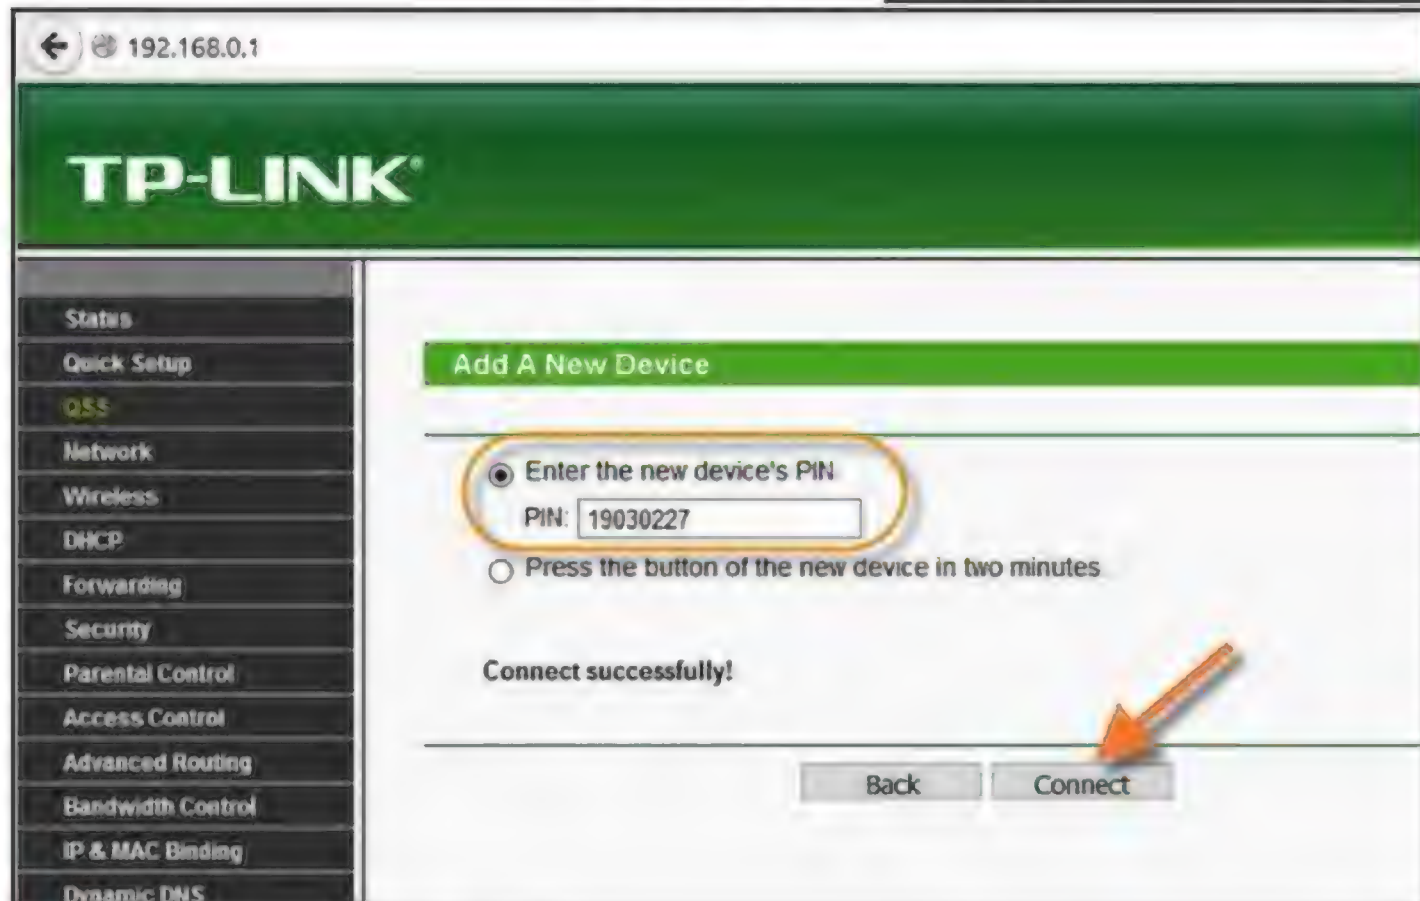 192.168.0.1
TP-LINK®
Status
Quick Setup
QSS
Network
Wireless
DHCP
Forwarding
Security
Parental Control
Access Control
Advanced Routing
Bandwidth Control
IP & MAC Binding
Dynamic DNS
Add A New Device
Enter the new device's PIN
PIN: 19030227
Press the button of the new device in two minutes
Connect successfully!
Back
Connect